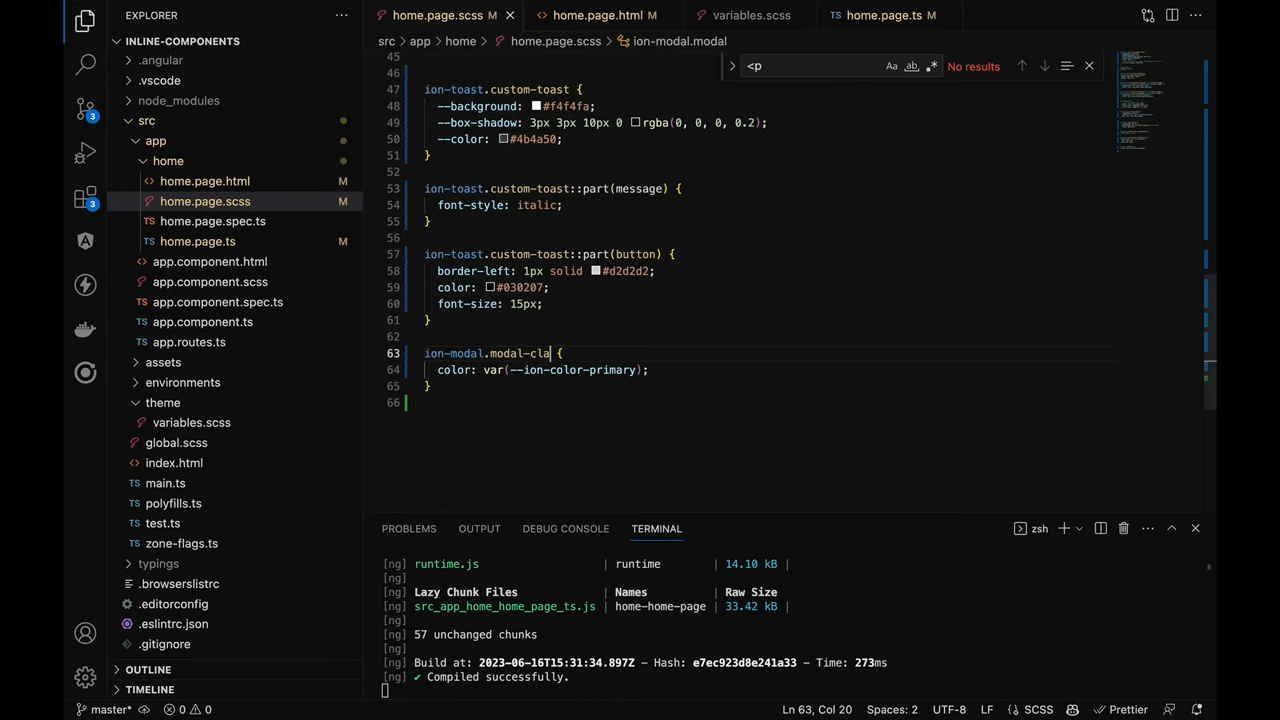 EXPLORER
INLINE-COMPONENTS
.angular
.vscode
node_modules
src
app
home
home.page.html M
home.page.scss M
home.page.spec.ts
home.page.ts M
app.component.html
app.component.scss
app.component.spec.ts
app.component.ts
app.routes.ts
assets
environments
theme
variables.scss
global.scss
index.html
main.ts
polyfills.ts
test.ts
zone-flags.ts
typings
.browserslistrc
.editorconfig
.eslintrc.json
.gitignore
OUTLINE
TIMELINE
3
3
home.page.scss M
home.page.html M
variables.scss
home.page.ts M
src > app > home > home.page.scss > ion-modal.modal
<p Aa ab No results
45
46
47 ion-toast.custom-toast {
48 --background: #f4f4fa;
49 --box-shadow: 3px 3px 10px 0 rgba(0, 0, 0, 0.2);
50 --color: #4b4a50;
51 }
52
53 ion-toast.custom-toast::part(message) {
54 font-style: italic;
55 }
56
57 ion-toast.custom-toast::part(button) {
58 border-left: 1px solid #d2d2d2;
59 color: #030207;
60 font-size: 15px;
61 }
62
63 ion-modal.modal-cla {
64 color: var(--ion-color-primary);
65 }
66
PROBLEMS OUTPUT DEBUG CONSOLE TERMINAL zsh
[ng] runtime.js | runtime | 14.10 kB |
[ng]
[ng] Lazy Chunk Files | Names | Raw Size
[ng] src_app_home_home_page_ts.js | home-home-page | 33.42 kB |
[ng]
[ng] 57 unchanged chunks
[ng]
[ng] Build at: 2023-06-16T15:31:34.897Z - Hash: e7ec923d8e241a33 - Time: 273ms
[ng] ✔ Compiled successfully.
master* 0 0 Ln 63, Col 20 Spaces: 2 UTF-8 LF SCSS Prettier